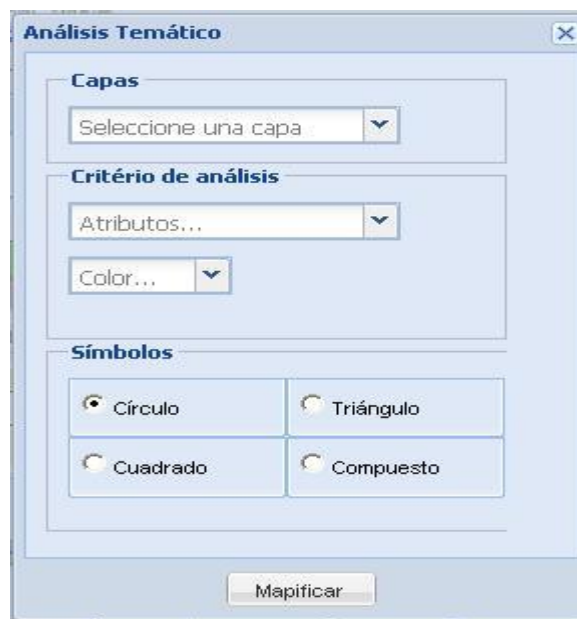 Análisis Temático
Capas
Seleccione una capa
Critério de análisis
Atributos...
Color...
Símbolos
Círculo
Triángulo
Cuadrado
Compuesto
Mapificar